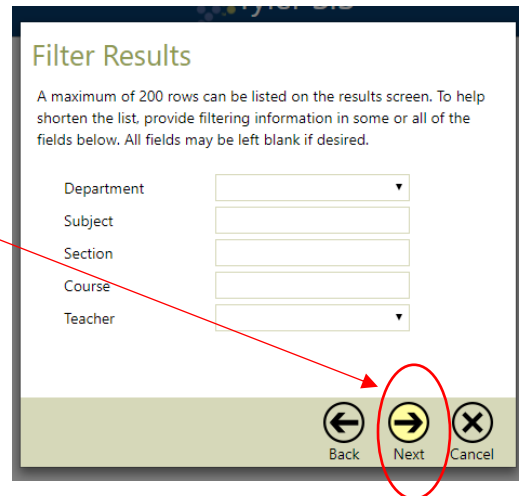 Filter Results
A maximum of 200 rows can be listed on the results screen. To help
shorten the list, provide filtering information in some or all of the
fields below. All fields may be left blank if desired.
Department
Subject
Section
Course
Teacher
Back Next Cancel